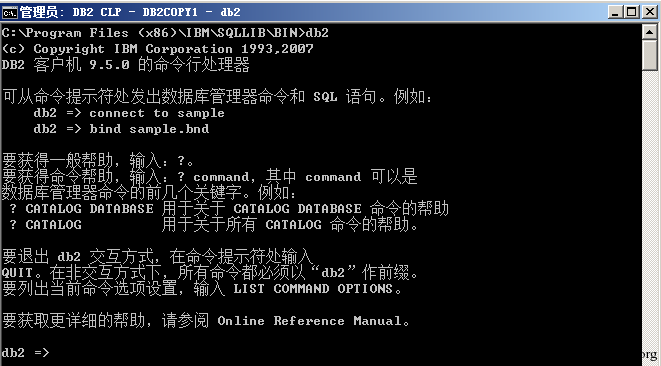 管理员: DB2 CLP - DB2COPY1 - db2
C:\Program Files (x86)\IBM\SQLLIB\BIN>db2
(c) Copyright IBM Corporation 1993,2007
DB2 客户机 9.5.0 的命令行处理器
可从命令提示符处发出数据库管理器命令和 SQL 语句。例如:
db2 => connect to sample
db2 => bind sample.bnd
要获得一般帮助，输入: ?。
要获得命令帮助，输入: ? command，其中 command 可以是
数据库管理器命令的前几个关键字。例如:
? CATALOG DATABASE 用于关于 CATALOG DATABASE 命令的帮助
? CATALOG 用于关于所有 CATALOG 命令的帮助。
要退出 db2 交互方式，在命令提示符处输入
QUIT。在非交互方式下，所有命令都必须以“db2”作前缀。
要列出当前命令选项设置，输入 LIST COMMAND OPTIONS。
要获取更详细的帮助，请参阅 Online Reference Manual。
db2 =>
org